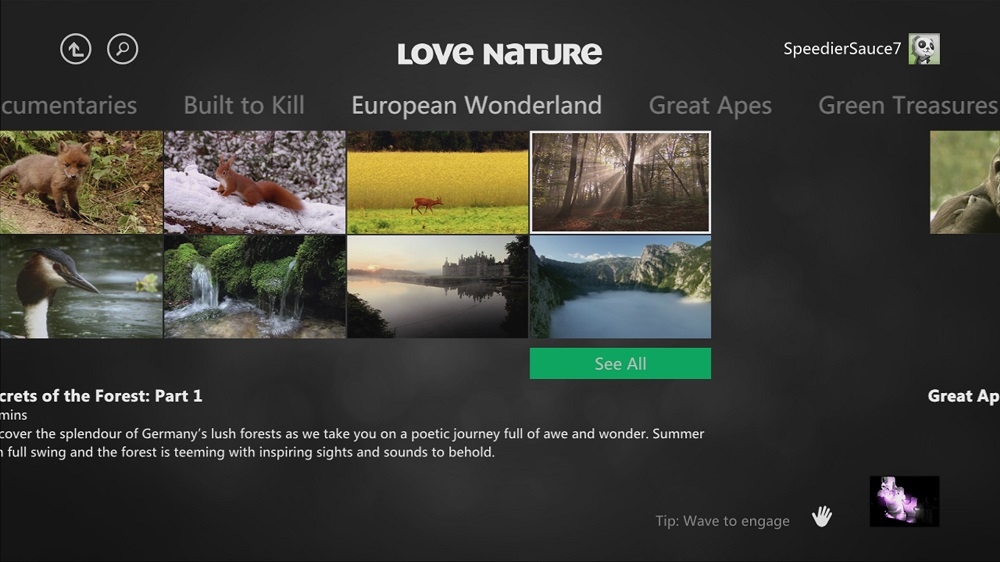 LOVE NATURE
SpeedierSauce7
cumentaries Built to Kill European Wonderland Great Apes Green Treasures
See All
crets of the Forest: Part 1
mins
cover the splendour of Germany's lush forests as we take you on a poetic journey full of awe and wonder. Summer
n full swing and the forest is teeming with inspiring sights and sounds to behold.
Great Ap
Tip: Wave to engage